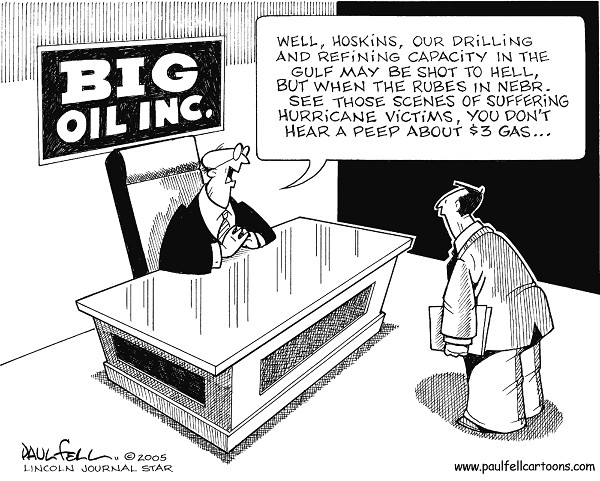 BIG
OIL INC.
WELL, HOSKINS, OUR DRILLING
AND REFINING CAPACITY IN THE
GULF MAY BE SHOT TO HELL,
BUT WHEN THE RUBES IN NEBR.
SEE THOSE SCENES OF SUFFERING
HURRICANE VICTIMS, YOU DON'T
HEAR A PEEP ABOUT $3 GAS...
PAUL FELL ©2005
LINCOLN JOURNAL STAR
www.paulfellcartoons.com